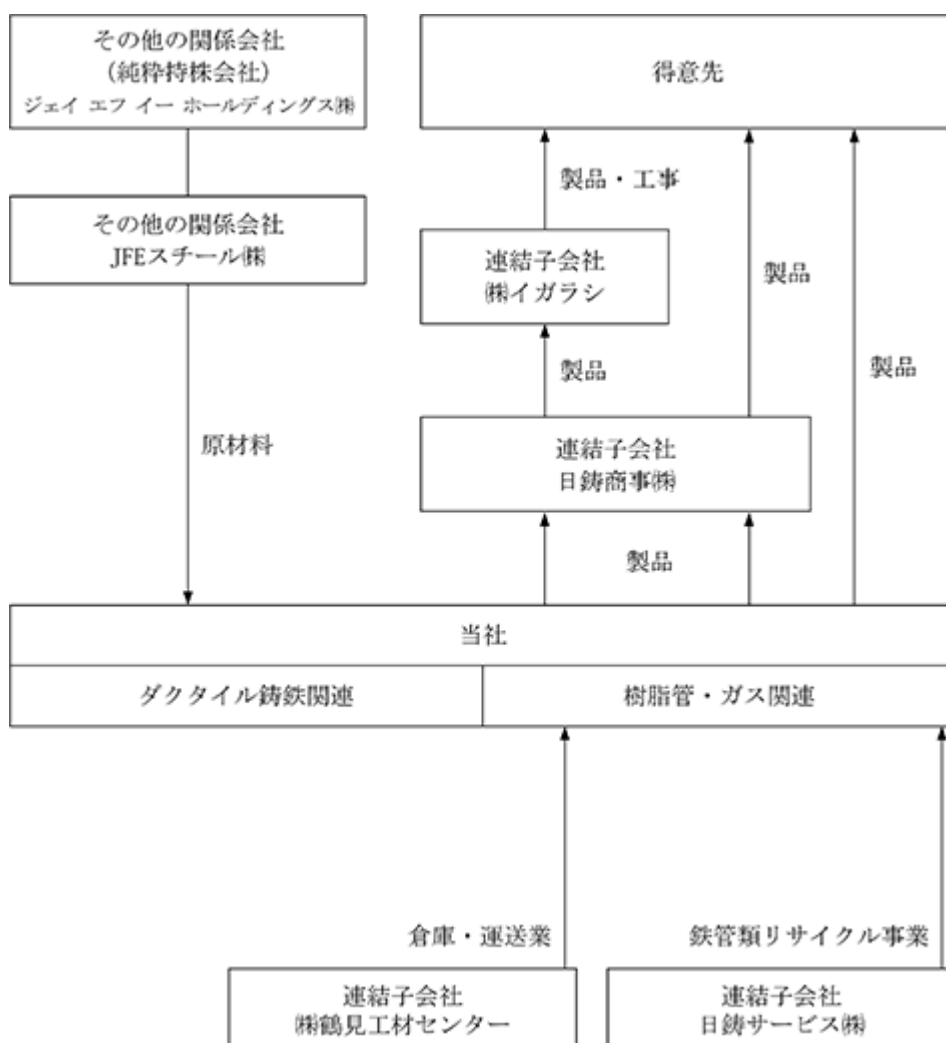 その他の関係会社
(純粋持株会社)
ジェイ エフ イー ホールディングス㈱
得意先
製品・工事
その他の関係会社
JFEスチール㈱
連結子会社
㈱イガラシ
製品
製品
製品
原材料
連結子会社
日鋳商事㈱
製品
当社
ダクタイル鋳鉄関連
樹脂管・ガス関連
倉庫・運送業
鉄管類リサイクル事業
連結子会社
㈱鶴見工材センター
連結子会社
日鋳サービス㈱